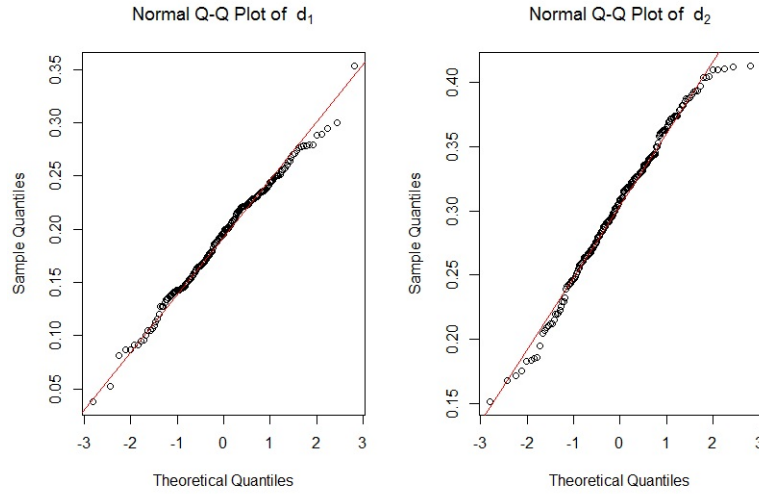 Normal Q-Q Plot of d1
0.35
0.30
0.25
0.20
0.15
0.10
0.05
Sample Quantiles
-3 -2 -1 0 1 2 3
Theoretical Quantiles
Normal Q-Q Plot of d2
0.40
0.35
0.30
0.25
0.20
0.15
Sample Quantiles
-3 -2 -1 0 1 2 3
Theoretical Quantiles